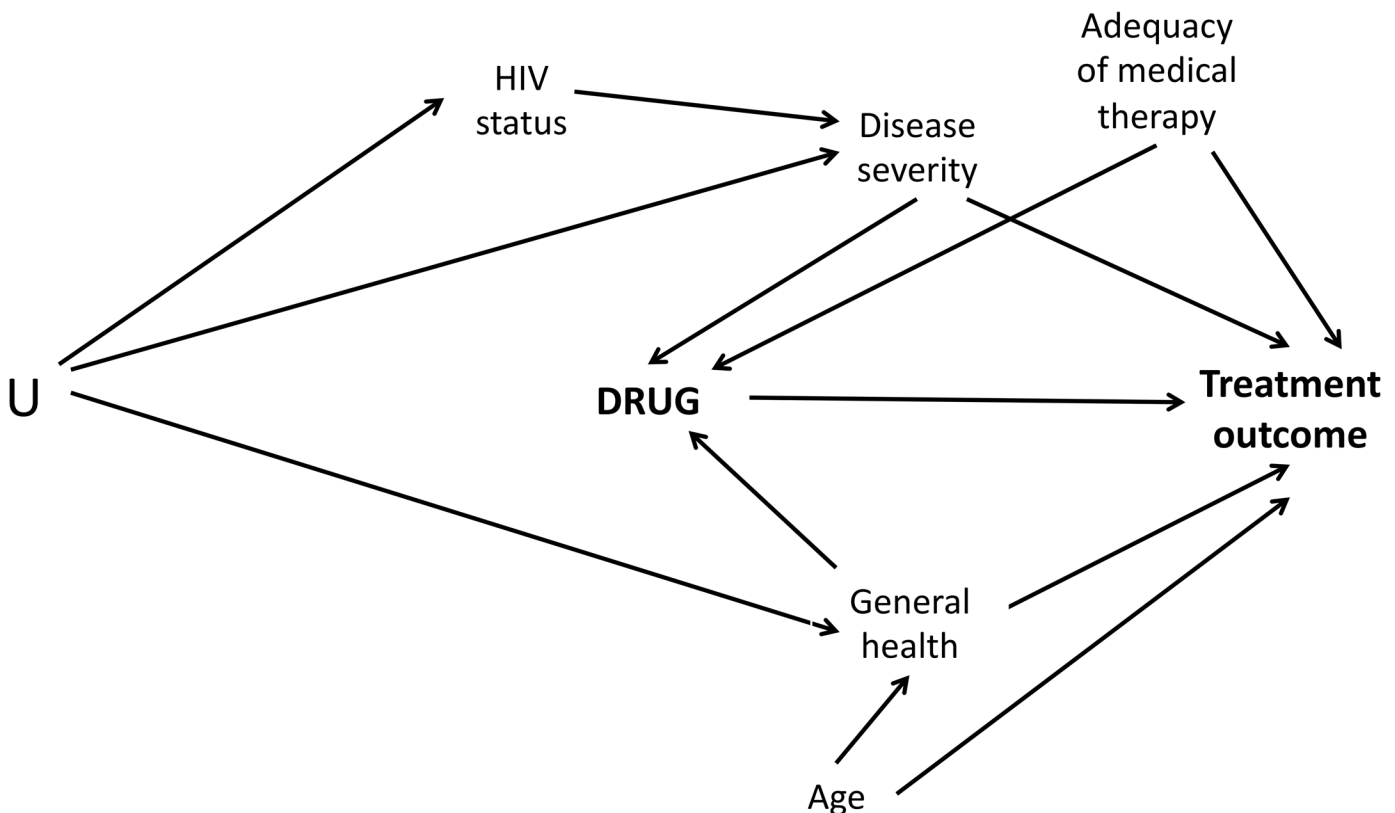 Adequacy
of medical
therapy
HIV
status
Disease
severity
U
DRUG
Treatment
outcome
General
health
Age